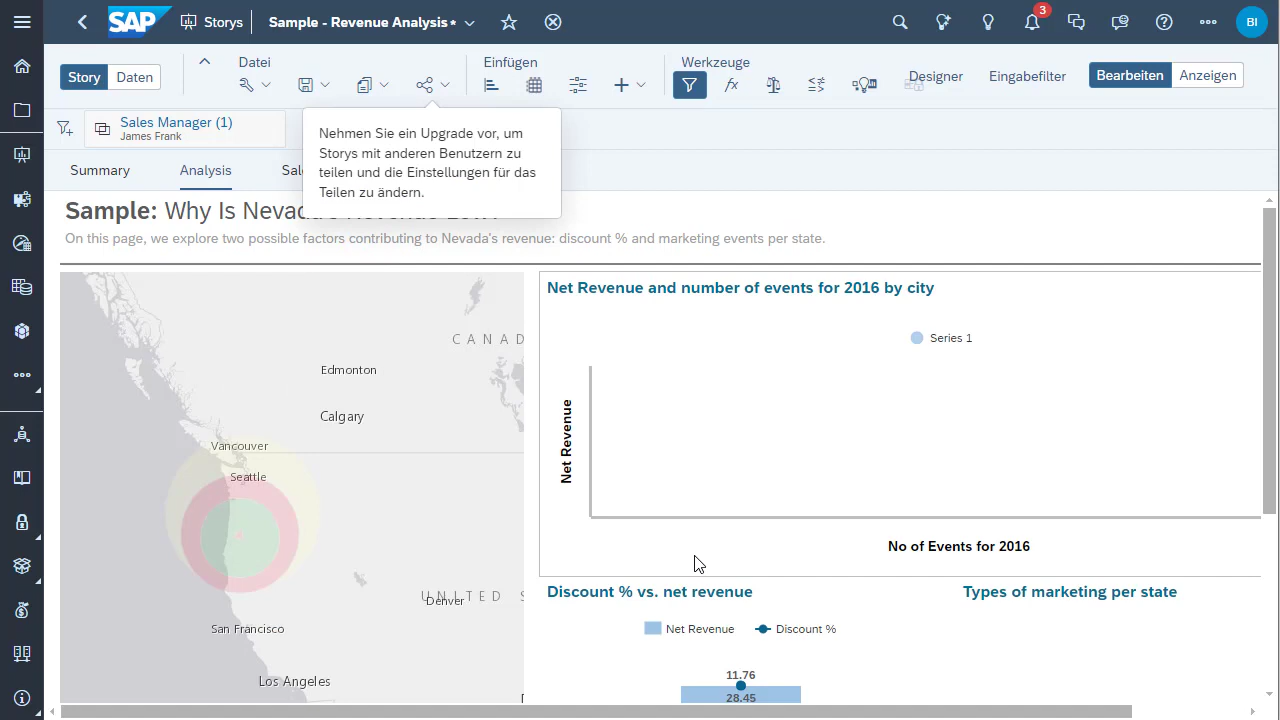 SAP
Storys
Sample - Revenue Analysis *
3
BI
Story
Daten
Datei
Einfügen
Werkzeuge
fx
Designer
Eingabefilter
Bearbeiten
Anzeigen
Sales Manager (1)
James Frank
Nehmen Sie ein Upgrade vor, um
Storys mit anderen Benutzern zu
teilen und die Einstellungen für das
Teilen zu ändern.
Summary
Analysis
Sample: Why Is Nevada's Revenue Low?
On this page, we explore two possible factors contributing to Nevada's revenue: discount % and marketing events per state.
CANAD
Edmonton
Calgary
Vancouver
Seattle
UNITED S
Denver
San Francisco
Los Angeles
Net Revenue and number of events for 2016 by city
Series 1
Net Revenue
No of Events for 2016
Discount % vs. net revenue
Net Revenue
Discount %
11.76
28.45
Types of marketing per state